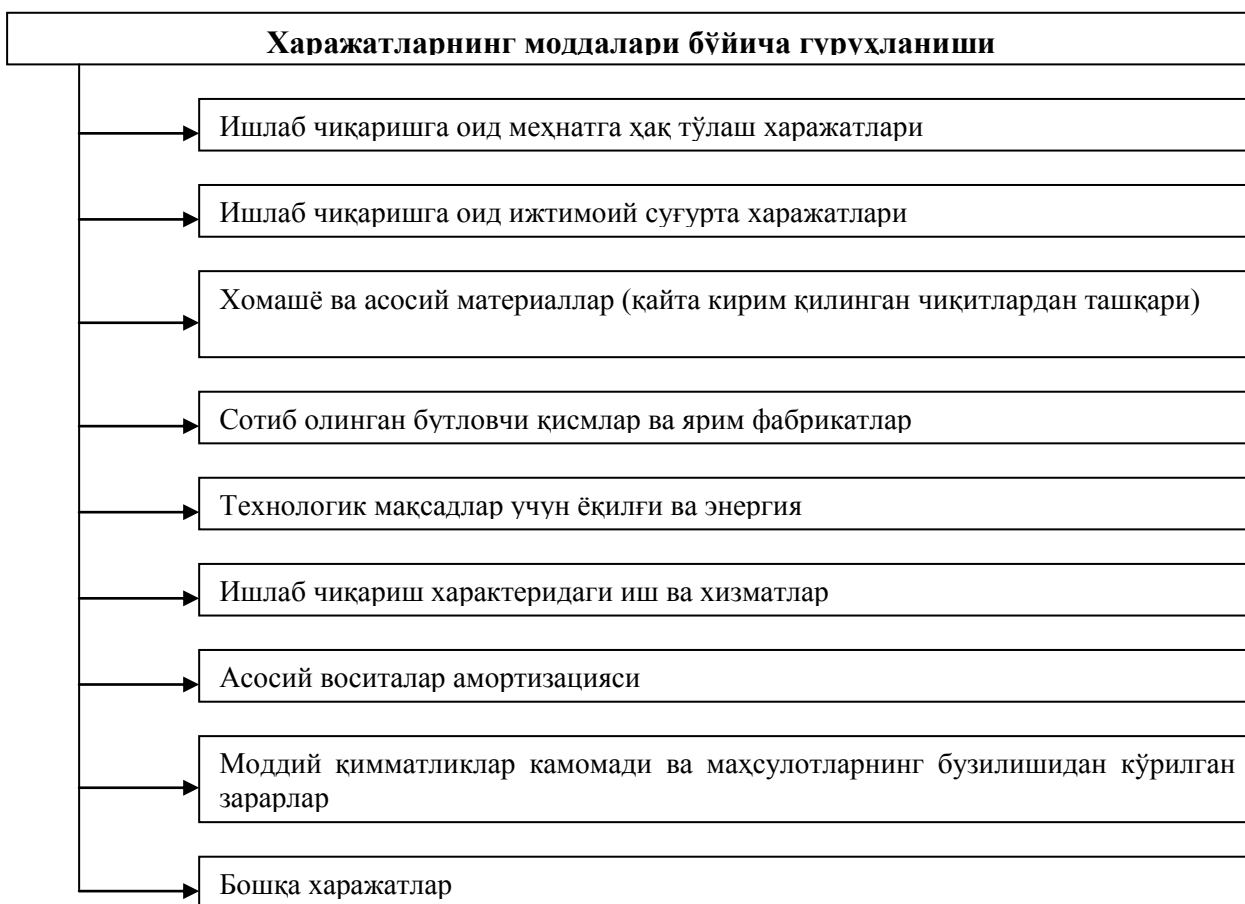 Харажатларнинг моддалари бўйича гуруҳланиши
Ишлаб чиқаришга оид меҳнатга ҳақ тўлаш харажатлари
Ишлаб чиқаришга оид ижтимоий суғурта харажатлари
Хомашё ва асосий материаллар (қайта кирим қилинган чиқитлардан ташқари)
Сотиб олинган бутловчи қисмлар ва ярим фабрикатлар
Технологик мақсадлар учун ёқилғи ва энергия
Ишлаб чиқариш характеридаги иш ва хизматлар
Асосий воситалар амортизацияси
Моддий қимматликлар камомади ва маҳсулотларнинг бузилишидан кўрилган
зарарлар
Бошқа харажатлар